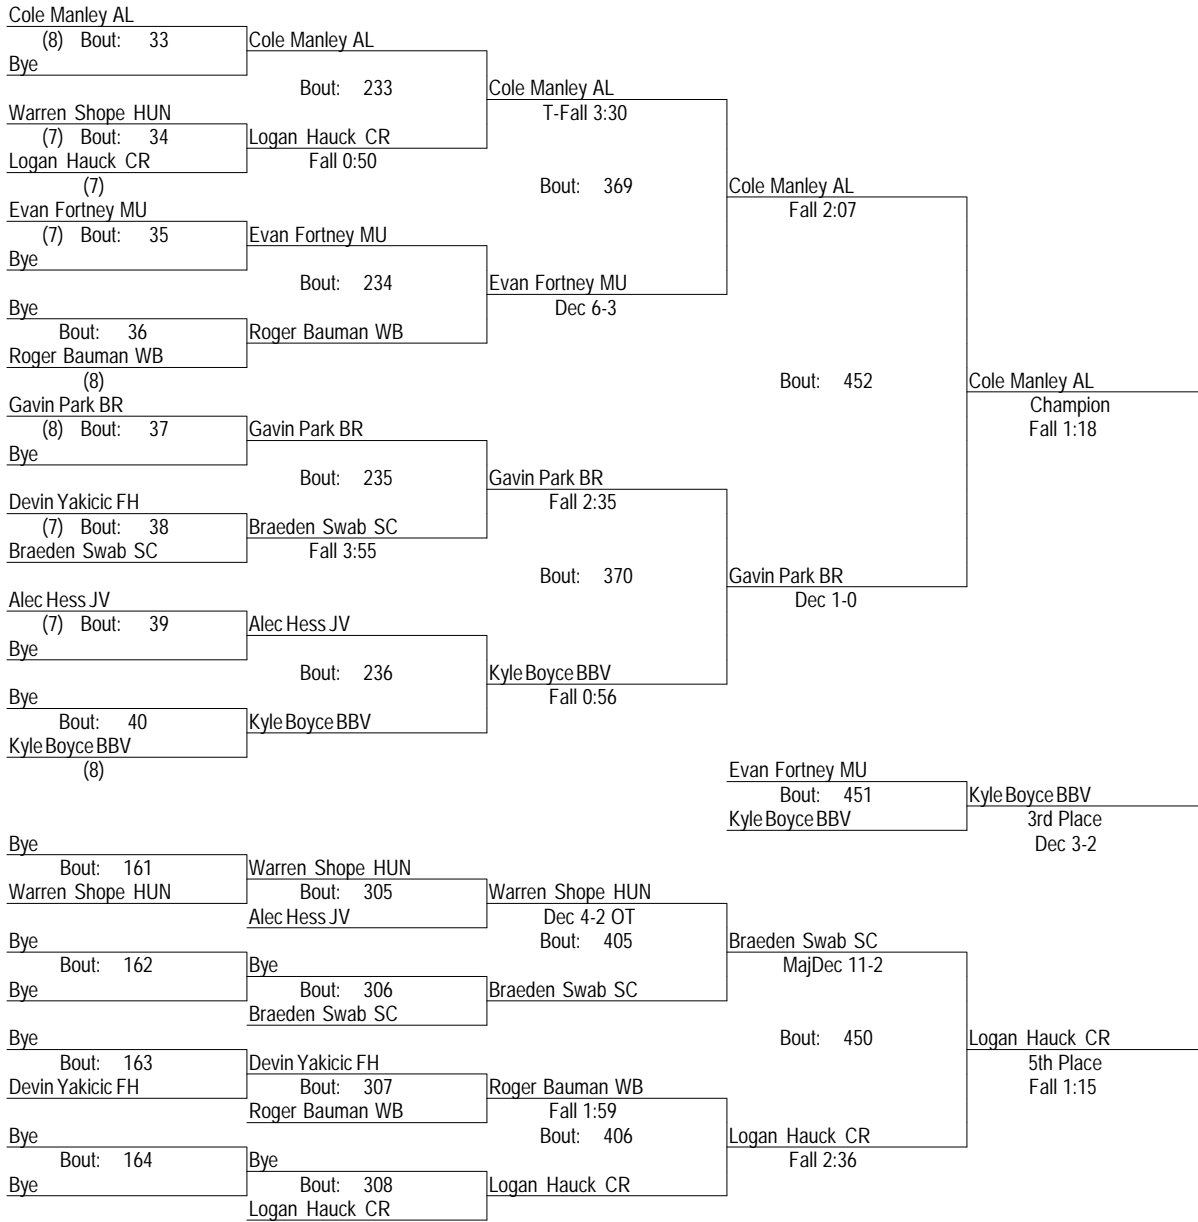 Cole Manley AL
(8) Bout: 33
Bye
Cole Manley AL
Bout: 233
Warren Shope HUN
(7) Bout: 34
Logan Hauck CR
(7)
Logan Hauck CR
Fall 0:50
Cole Manley AL
T-Fall 3:30
Bout: 369
Evan Fortney MU
(7) Bout: 35
Bye
Evan Fortney MU
Bout: 234
Bye
Bout: 36
Roger Bauman WB
(8)
Roger Bauman WB
Evan Fortney MU
Dec 6-3
Cole Manley AL
Fall 2:07
Bout: 452
Gavin Park BR
(8) Bout: 37
Bye
Gavin Park BR
Bout: 235
Devin Yakicic FH
(7) Bout: 38
Braeden Swab SC
Braeden Swab SC
Fall 3:55
Gavin Park BR
Fall 2:35
Bout: 370
Alec Hess JV
(7) Bout: 39
Bye
Alec Hess JV
Bout: 236
Bye
Bout: 40
Kyle Boyce BBV
(8)
Kyle Boyce BBV
Kyle Boyce BBV
Fall 0:56
Gavin Park BR
Dec 1-0
Cole Manley AL
Champion
Fall 1:18
Evan Fortney MU
Bout: 451
Kyle Boyce BBV
Kyle Boyce BBV
3rd Place
Dec 3-2
Bye
Bout: 161
Warren Shope HUN
Warren Shope HUN
Bout: 305
Alec Hess JV
Warren Shope HUN
Dec 4-2 OT
Bout: 405
Bye
Bout: 162
Bye
Bye
Bout: 306
Braeden Swab SC
Braeden Swab SC
Braeden Swab SC
MajDec 11-2
Bout: 450
Bye
Bout: 163
Devin Yakicic FH
Devin Yakicic FH
Bout: 307
Roger Bauman WB
Roger Bauman WB
Fall 1:59
Bout: 406
Bye
Bout: 164
Bye
Bye
Bout: 308
Logan Hauck CR
Logan Hauck CR
Logan Hauck CR
Fall 2:36
Logan Hauck CR
5th Place
Fall 1:15